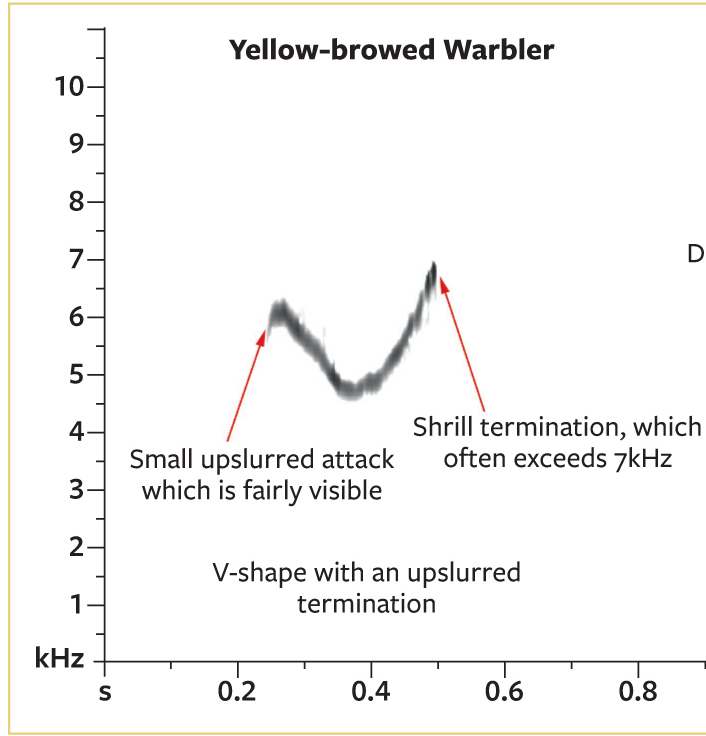 Yellow-browed Warbler
10
9
8
7
D
6
5
4
Shrill termination, which
often exceeds 7kHz
Small upslurred attack
which is fairly visible
3
2
V-shape with an upslurred
termination
1
kHz
s
0.2
0.4
0.6
0.8